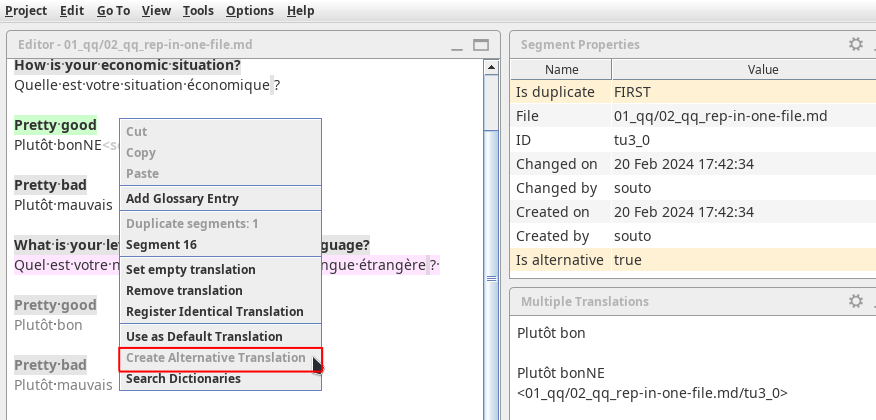 Project Edit Go To View Tools Options Help
Editor - 01_qq/02_qq_rep-in-one-file.md
How·is·your·economic·situation?
Quelle·est·votre·situation·économique ?
Pretty·good
Plutôt·bonNE<s
Pretty·bad
Plutôt·mauvais
What·is·your·le guage?
Quel·est·votre·n ngue·étrangère ?·
Pretty·good
Plutôt·bon
Pretty·bad
Plutôt·mauvais
Cut
Copy
Paste
Add Glossary Entry
Duplicate segments: 1
Segment 16
Set empty translation
Remove translation
Register Identical Translation
Use as Default Translation
Create Alternative Translation
Search Dictionaries
Segment Properties
Name Value
Is duplicate FIRST
File 01_qq/02_qq_rep-in-one-file.md
ID tu3_0
Changed on 20 Feb 2024 17:42:34
Changed by souto
Created on 20 Feb 2024 17:42:34
Created by souto
Is alternative true
Multiple Translations
Plutôt bon
Plutôt bonNE
<01_qq/02_qq_rep-in-one-file.md/tu3_0>